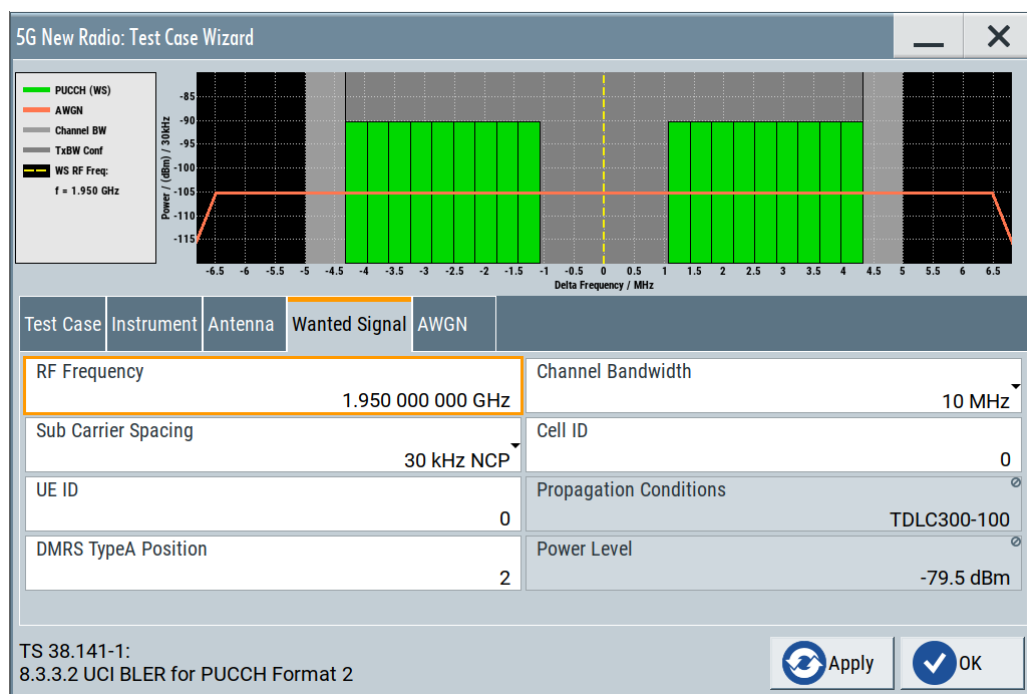 5G New Radio: Test Case Wizard
PUCCH (WS)
AWGN
Channel BW
TxBW Conf
WS RF Freq:
f = 1.950 GHz
Power / (dBm) / 30kHz
-85
-90
-95
-100
-105
-110
-115
-6.5 -6 -5.5 -5 -4.5 -4 -3.5 -3 -2.5 -2 -1.5 -1 -0.5 0 0.5 1 1.5 2 2.5 3 3.5 4 4.5 5 5.5 6 6.5
Delta Frequency / MHz
Test Case Instrument Antenna Wanted Signal AWGN
RF Frequency
1.950 000 000 GHz
Channel Bandwidth
10 MHz
Sub Carrier Spacing
30 kHz NCP
Cell ID
0
UE ID
0
Propagation Conditions
TDLC300-100
DMRS TypeA Position
2
Power Level
-79.5 dBm
TS 38.141-1:
8.3.3.2 UCI BLER for PUCCH Format 2
Apply
OK